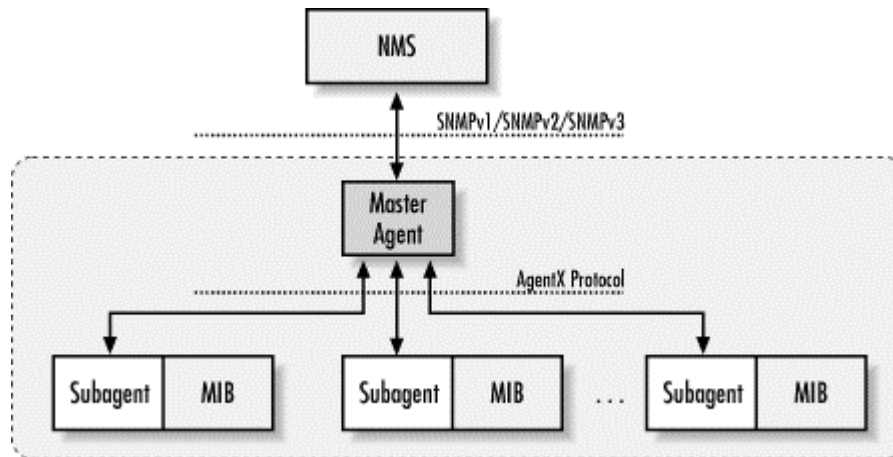 NMS
SNMPv1/SNMPv2/SNMPv3
Master
Agent
AgentX Protocol
Subagent MIB Subagent MIB ... Subagent MIB